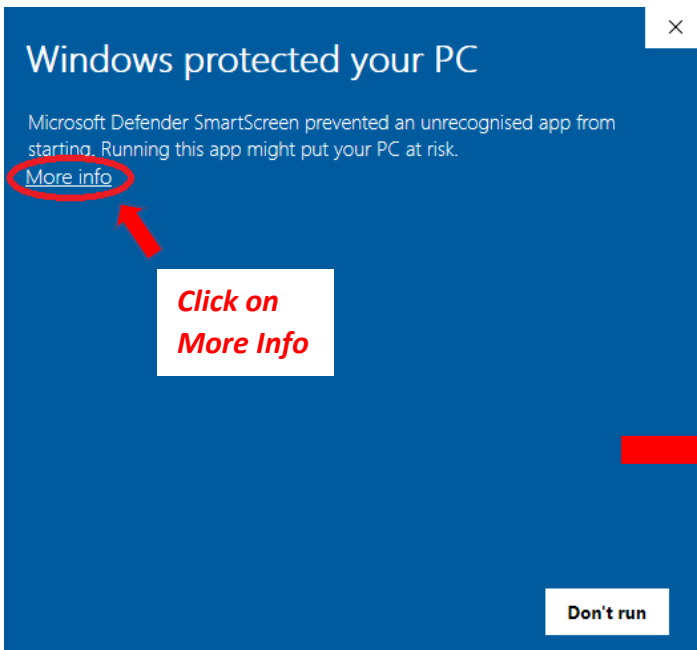 Windows protected your PC
Microsoft Defender SmartScreen prevented an unrecognised app from
starting. Running this app might put your PC at risk.
More info
Click on
More Info
Don't run